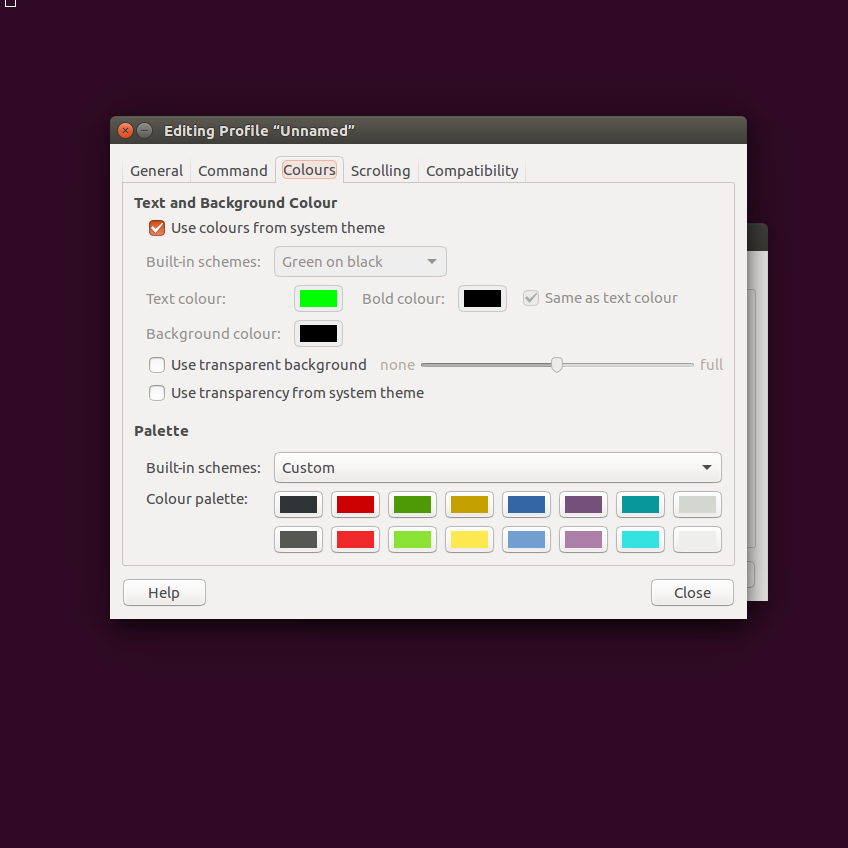 Editing Profile “Unnamed”
General Command Colours Scrolling Compatibility
Text and Background Colour
Use colours from system theme
Built-in schemes: Green on black
Text colour: Bold colour: Same as text colour
Background colour:
Use transparent background none full
Use transparency from system theme
Palette
Built-in schemes: Custom
Colour palette:
Help Close